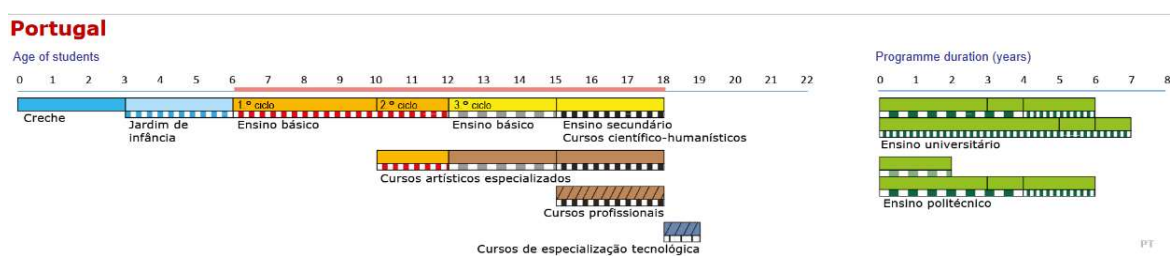 Portugal
Age of students
Programme duration (years)
0 1 2 3 4 5 6 7 8 9 10 11 12 13 14 15 16 17 18 19 20 21 22
0 1 2 3 4 5 6 7 8
1.º ciclo
2.º ciclo
3.º ciclo
Creche
Jardim de
infância
Ensino básico
Ensino básico
Ensino secundário
Cursos científico-humanísticos
Ensino universitário
Cursos artísticos especializados
Cursos profissionais
Ensino politécnico
Cursos de especialização tecnológica
PT